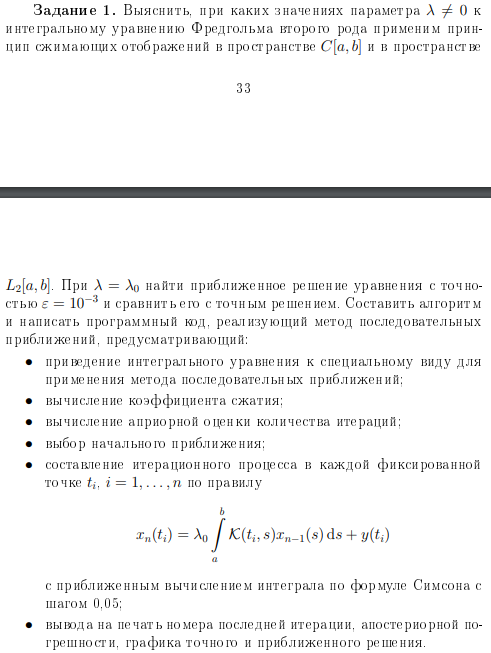 Задание 1. Выяснить, при каких значениях параметра λ ≠ 0 к
интегральному уравнению Фредгольма второго рода применим прин-
цип сжимающих отображений в пространстве C[a, b] и в пространстве
33
L₂[a, b]. При λ = λ₀ найти приближенное решение уравнения с точно-
стью ε = 10⁻³ и сравнить его с точным решением. Составить алгоритм
и написать программный код, реализующий метод последовательных
приближений, предусматривающий:
• приведение интегрального уравнения к специальному виду для
применения метода последовательных приближений;
• вычисление коэффициента сжатия;
• вычисление априорной оценки количества итераций;
• выбор начального приближения;
• составление итерационного процесса в каждой фиксированной
точке tᵢ, i = 1, . . . , n по правилу
xₙ(tᵢ) = λ₀ ∫ₐᵇ K(tᵢ, s)xₙ₋₁(s) ds + y(tᵢ)
с приближенным вычислением интеграла по формуле Симсона с
шагом 0,05;
• вывода на печать номера последней итерации, апостериорной по-
грешности, графика точного и приближенного решения.